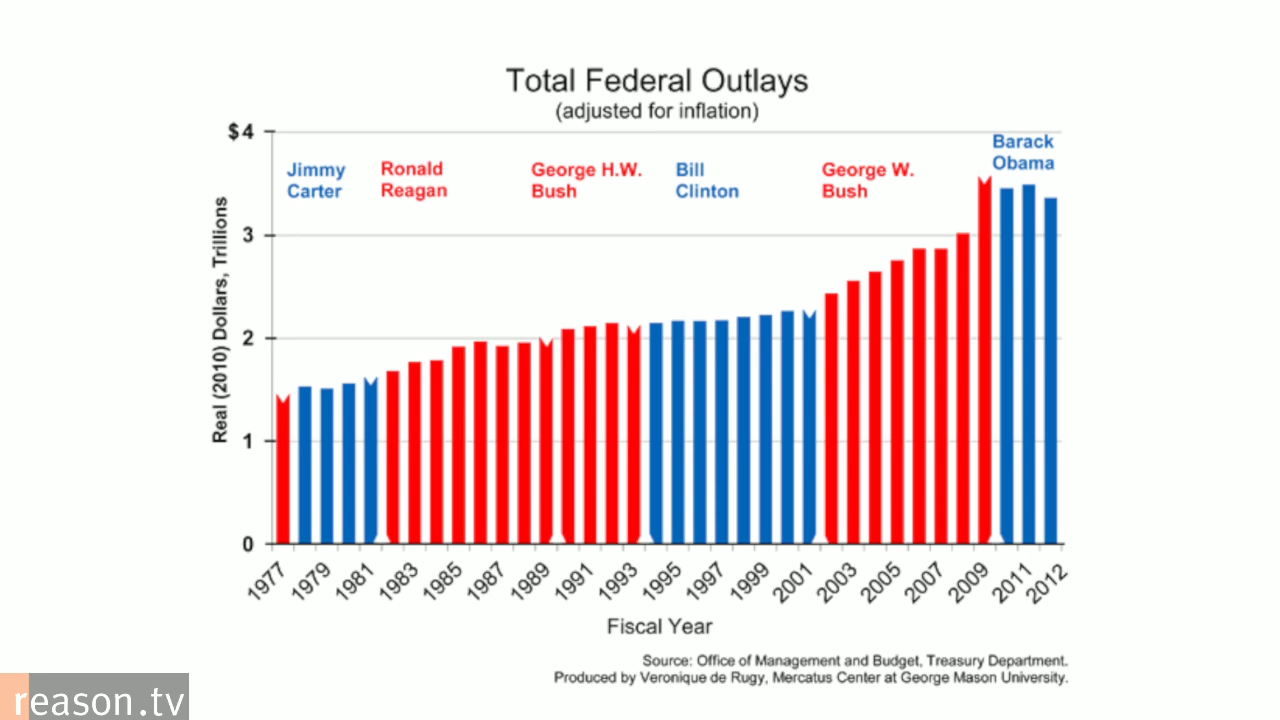 Total Federal Outlays
(adjusted for inflation)
Real (2010) Dollars, Trillions
$4
3
2
1
0
Jimmy
Carter
Ronald
Reagan
George H.W.
Bush
Bill
Clinton
George W.
Bush
Barack
Obama
1977
1979
1981
1983
1985
1987
1989
1991
1993
1995
1997
1999
2001
2003
2005
2007
2009
2011
2012
Fiscal Year
Source: Office of Management and Budget, Treasury Department.
Produced by Veronique de Rugy, Mercatus Center at George Mason University.
reason.tv